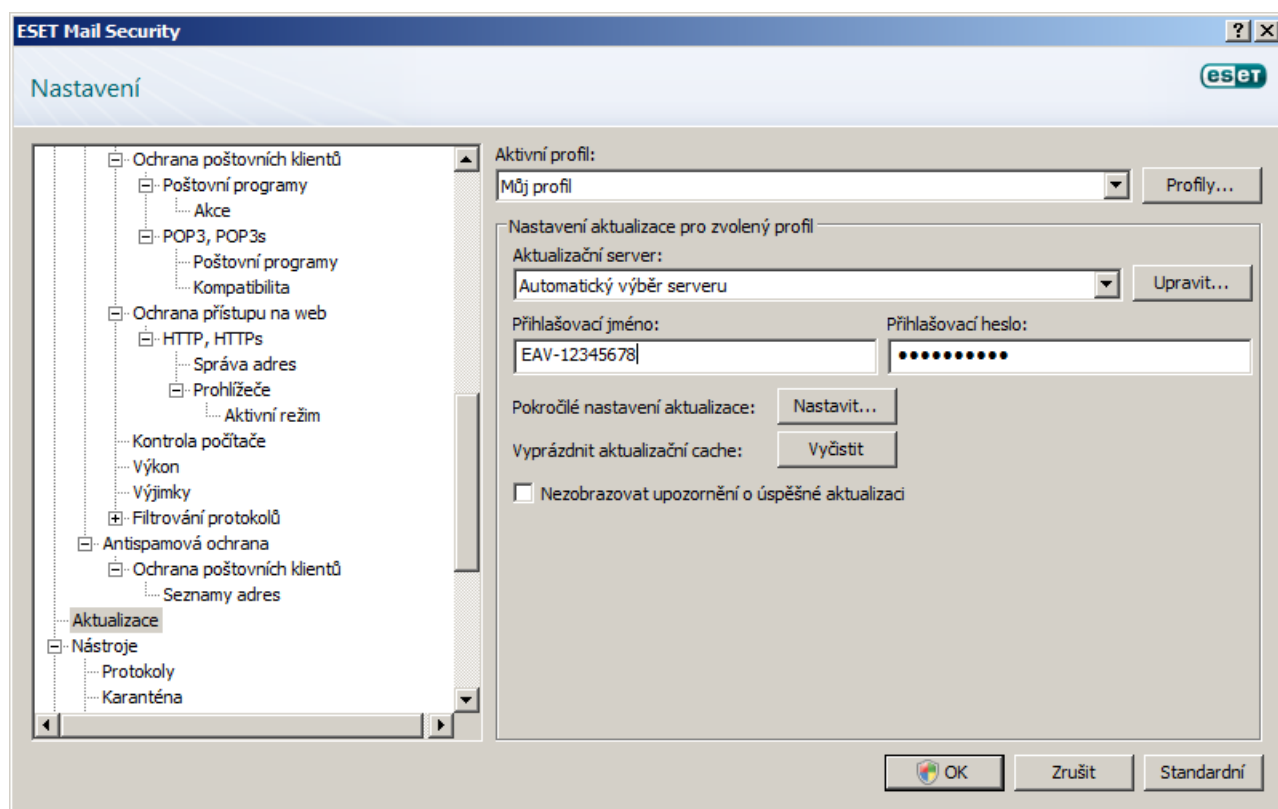 ESET Mail Security
Nastavení
eset
Ochrana poštovních klientů
Poštovní programy
Akce
POP3, POP3s
Poštovní programy
Kompatibilita
Ochrana přístupu na web
HTTP, HTTPs
Správa adres
Prohlížeče
Aktivní režim
Kontrola počítače
Výkon
Výjimky
Filtrování protokolů
Antispamová ochrana
Ochrana poštovních klientů
Seznamy adres
Aktualizace
Nástroje
Protokoly
Karanténa
Aktivní profil:
Můj profil
Profily...
Nastavení aktualizace pro zvolený profil
Aktualizační server:
Automatický výběr serveru
Upravit...
Přihlašovací jméno:
Přihlašovací heslo:
EAV-12345678
●●●●●●●●●●
Pokročilé nastavení aktualizace:
Nastavit...
Vyprázdnit aktualizační cache:
Vyčistit
Nezobrazovat upozornění o úspěšné aktualizaci
OK
Zrušit
Standardní